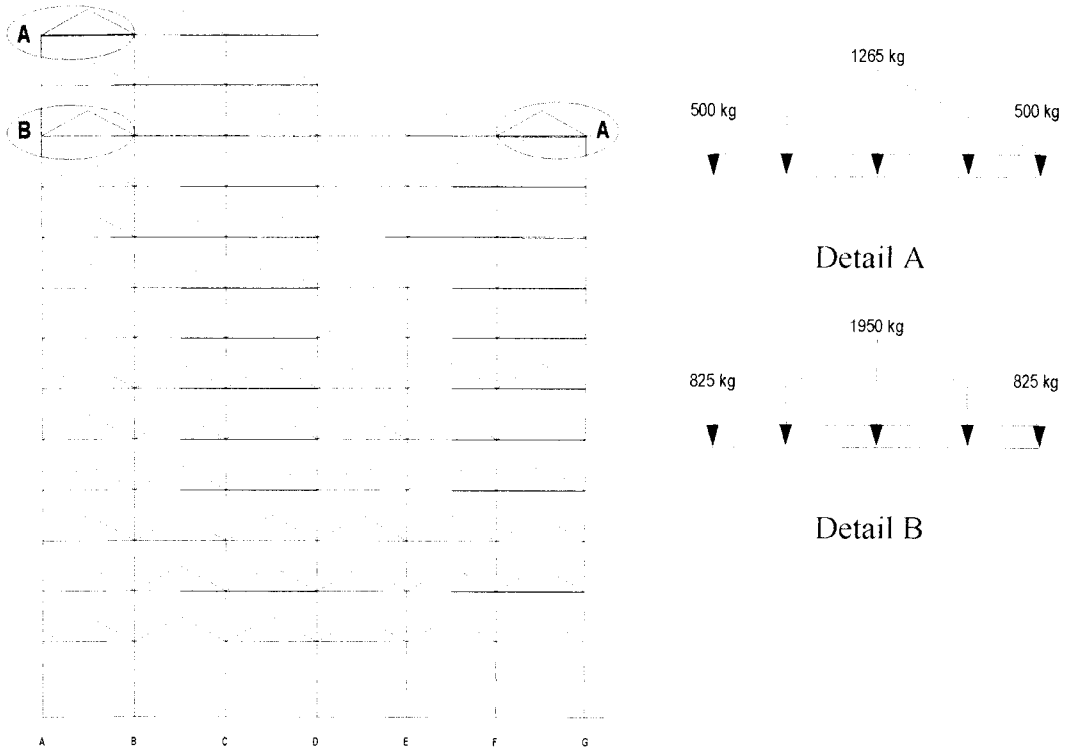 A
B
A
A B C D E F G
1265 kg
500 kg 500 kg
Detail A
1950 kg
825 kg 825 kg
Detail B